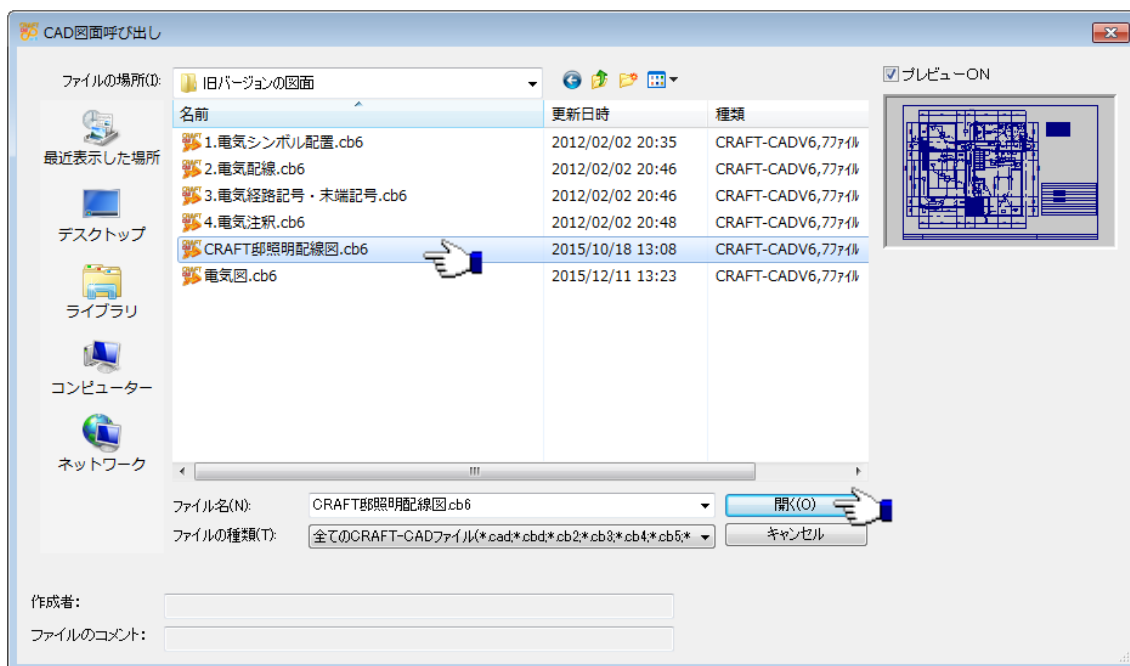 CAD図面呼び出し
ファイルの場所(I): 旧バージョンの図面
プレビューON
名前 更新日時 種類
1.電気シンボル配置.cb6 2012/02/02 20:35 CRAFT-CADV6,7ﾌｧｲﾙ
2.電気配線.cb6 2012/02/02 20:46 CRAFT-CADV6,7ﾌｧｲﾙ
3.電気経路記号・末端記号.cb6 2012/02/02 20:46 CRAFT-CADV6,7ﾌｧｲﾙ
4.電気注釈.cb6 2012/02/02 20:48 CRAFT-CADV6,7ﾌｧｲﾙ
CRAFT邸照明配線図.cb6 2015/10/18 13:08 CRAFT-CADV6,7ﾌｧｲﾙ
電気図.cb6 2015/12/11 13:23 CRAFT-CADV6,7ﾌｧｲﾙ
最近表示した場所
デスクトップ
ライブラリ
コンピューター
ネットワーク
ファイル名(N): CRAFT邸照明配線図.cb6 開く(O)
ファイルの種類(T): 全てのCRAFT-CADファイル(*.cad;*.cbd;*.cb2;*.cb3;*.cb4;*.cb5;* キャンセル
作成者:
ファイルのコメント: